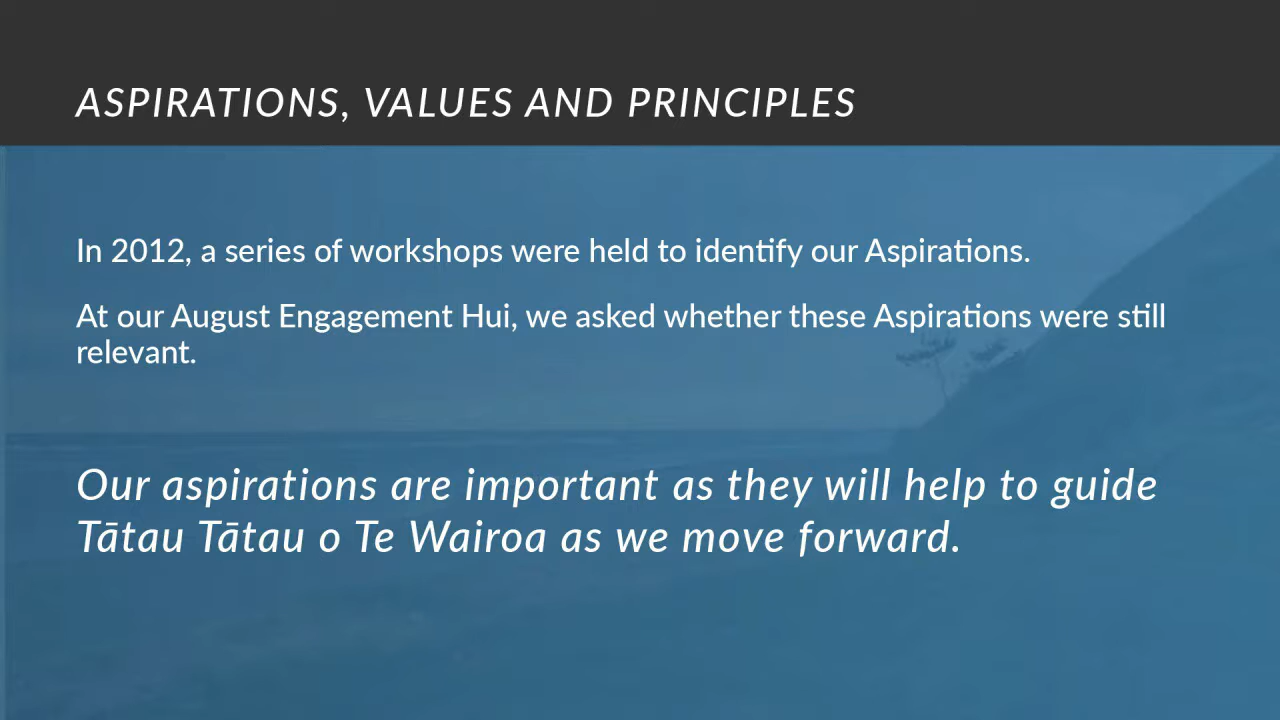 ASPIRATIONS, VALUES AND PRINCIPLES
In 2012, a series of workshops were held to identify our Aspirations.
At our August Engagement Hui, we asked whether these Aspirations were still
relevant.
Our aspirations are important as they will help to guide
Tātau Tātau o Te Wairoa as we move forward.